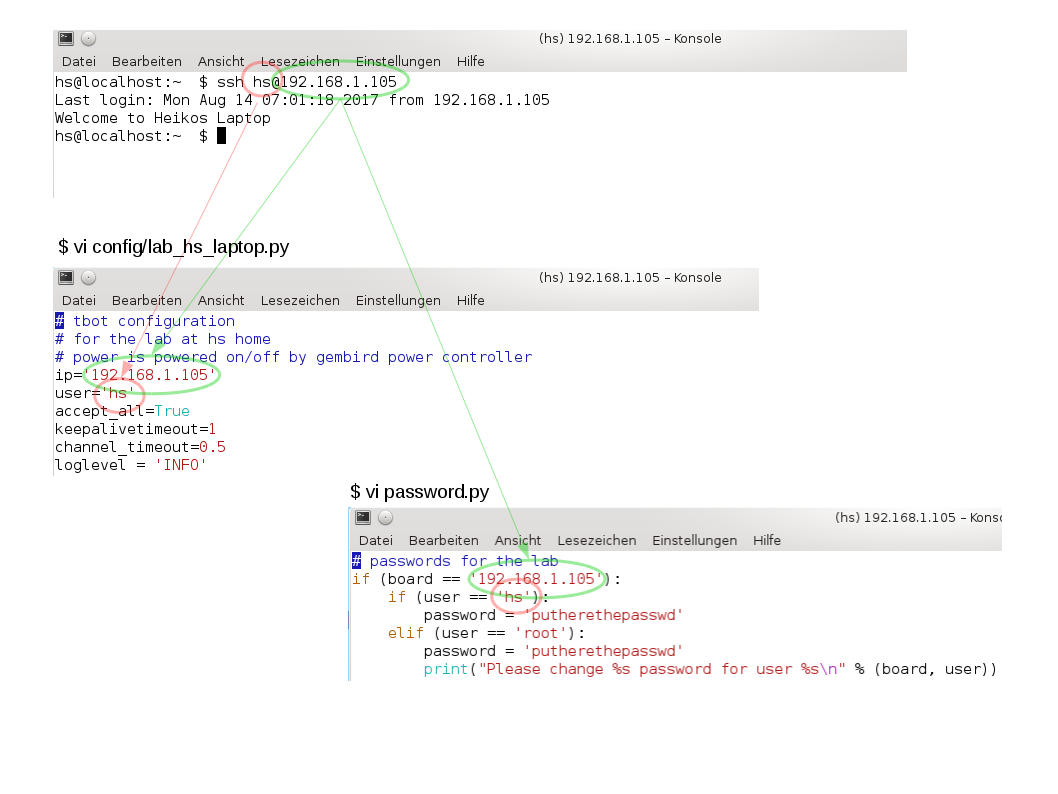 (hs) 192.168.1.105 – Konsole
Datei Bearbeiten Ansicht Lesezeichen Einstellungen Hilfe
hs@localhost:~  $ ssh hs@192.168.1.105
Last login: Mon Aug 14 07:01:18 2017 from 192.168.1.105
Welcome to Heikos Laptop
hs@localhost:~  $
$ vi config/lab_hs_laptop.py
(hs) 192.168.1.105 – Konsole
Datei Bearbeiten Ansicht Lesezeichen Einstellungen Hilfe
# tbot configuration
# for the lab at hs home
# power is powered on/off by gembird power controller
ip='192.168.1.105'
user='hs'
accept_all=True
keepalivetimeout=1
channel_timeout=0.5
loglevel = 'INFO'
$ vi password.py
(hs) 192.168.1.105 – Konso
Datei Bearbeiten Ansicht Lesezeichen Einstellungen Hilfe
# passwords for the lab
if (board == '192.168.1.105'):
    if (user == 'hs'):
        password = 'putherethepasswd'
    elif (user == 'root'):
        password = 'putherethepasswd'
        print("Please change %s password for user %s\n" % (board, user))